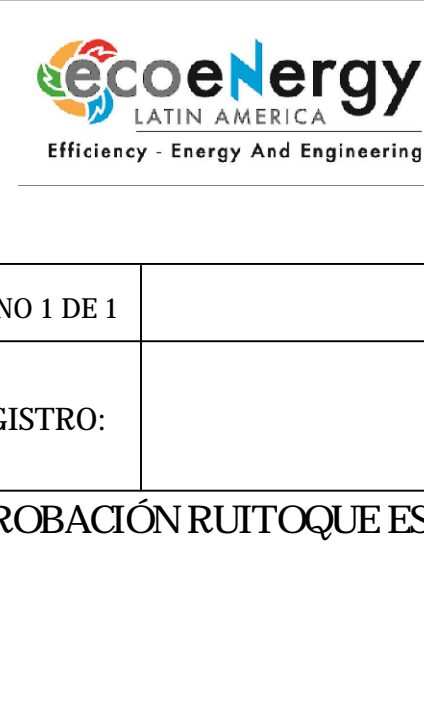 ecoeNergy
LATIN AMERICA
Efficiency - Energy And Engineering
NO 1 DE 1
GISTRO:
ROBACIÓN RUITOQUE ES